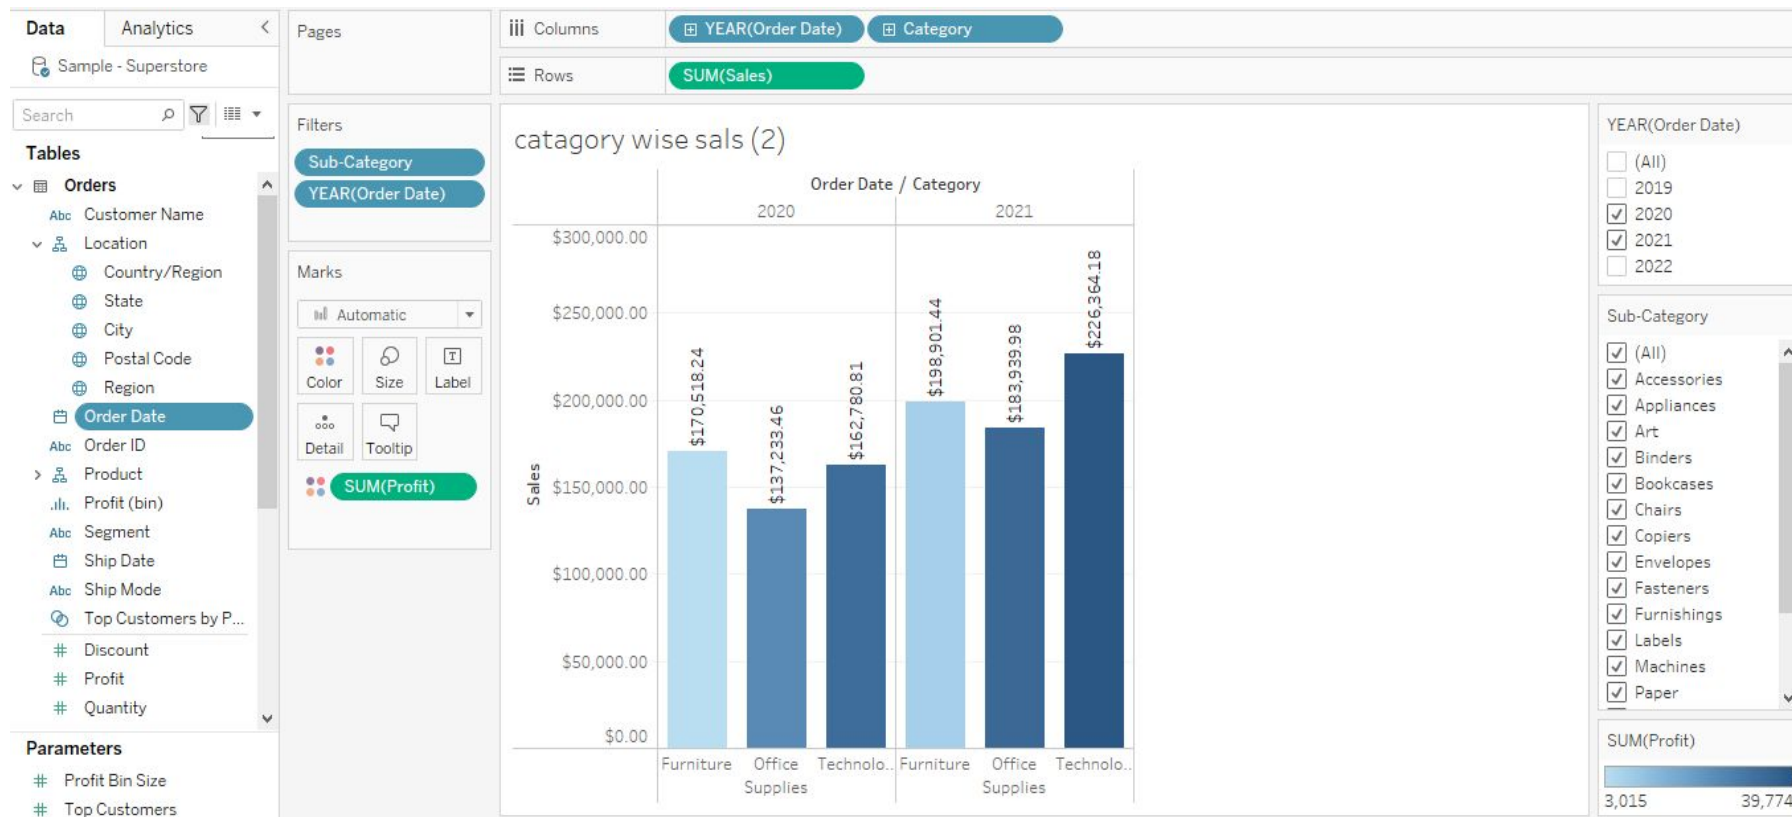 Data
Analytics
Sample - Superstore
Search
Tables
Orders
Abc Customer Name
Location
Country/Region
State
City
Postal Code
Region
Order Date
Abc Order ID
Product
Profit (bin)
Abc Segment
Ship Date
Abc Ship Mode
Top Customers by P...
# Discount
# Profit
# Quantity
Parameters
# Profit Bin Size
# Top Customers
Pages
Filters
Sub-Category
YEAR(Order Date)
Marks
Automatic
Color Size Label
Detail Tooltip
SUM(Profit)
Columns YEAR(Order Date) Category
Rows SUM(Sales)
catagory wise sals (2)
Order Date / Category
2020 2021
Sales
$300,000.00
$250,000.00
$200,000.00
$150,000.00
$100,000.00
$50,000.00
$0.00
$170,518.24
$137,233.46
$162,780.81
$198,901.44
$183,939.98
$226,364.18
Furniture Office Supplies Technolo.. Furniture Office Supplies Technolo..
YEAR(Order Date)
(All)
2019
2020
2021
2022
Sub-Category
(All)
Accessories
Appliances
Art
Binders
Bookcases
Chairs
Copiers
Envelopes
Fasteners
Furnishings
Labels
Machines
Paper
SUM(Profit)
3,015 39,774